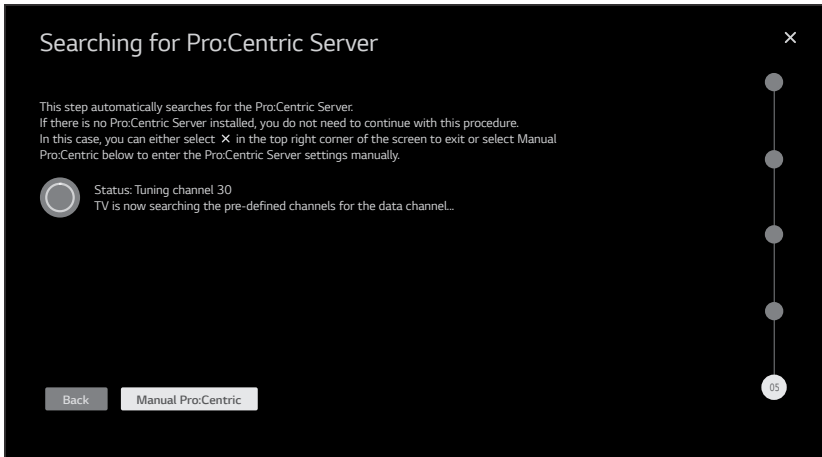 Searching for Pro:Centric Server
×
This step automatically searches for the Pro:Centric Server.
If there is no Pro:Centric Server installed, you do not need to continue with this procedure.
In this case, you can either select × in the top right corner of the screen to exit or select Manual
Pro:Centric below to enter the Pro:Centric Server settings manually.
Status: Tuning channel 30
TV is now searching the pre-defined channels for the data channel...
05
Back
Manual Pro:Centric